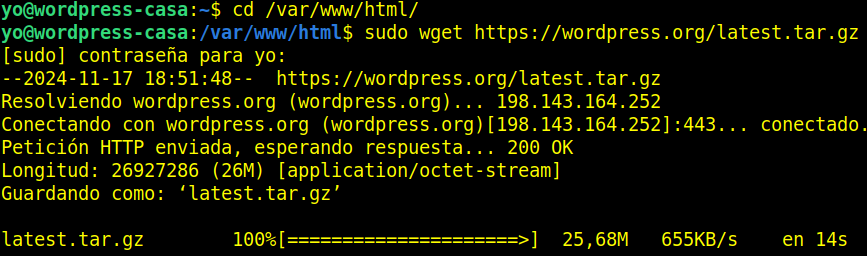 yo@wordpress-casa:~$ cd /var/www/html/
yo@wordpress-casa:/var/www/html$ sudo wget https://wordpress.org/latest.tar.gz
[sudo] contraseña para yo:
--2024-11-17 18:51:48--  https://wordpress.org/latest.tar.gz
Resolviendo wordpress.org (wordpress.org)... 198.143.164.252
Conectando con wordpress.org (wordpress.org)[198.143.164.252]:443... conectado.
Petición HTTP enviada, esperando respuesta... 200 OK
Longitud: 26927286 (26M) [application/octet-stream]
Guardando como: ‘latest.tar.gz’
latest.tar.gz        100%[=====================>]  25,68M   655KB/s    en 14s